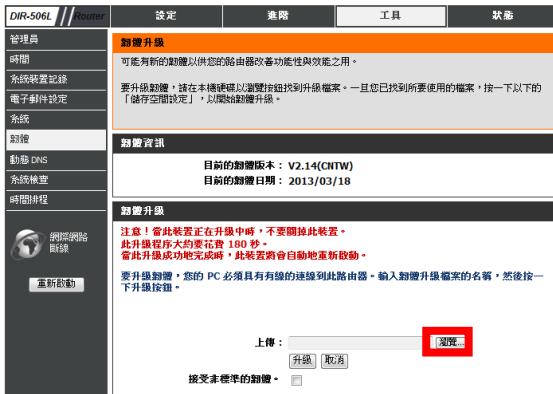 DIR-506L Router 設定 進階 工具 狀態
管理員
時間
系統裝置記錄
電子郵件設定
系統
韌體
動態 DNS
系統檢查
時間排程
網際網路
斷線
重新啟動
韌體升級
可能有新的韌體以供您的路由器改善功能性與效能之用。
要升級韌體，請在本機硬碟以瀏覽按鈕找到升級檔案。一旦您已找到所要使用的檔案，按一下以下的
「儲存空間設定」，以開始韌體升級。
韌體資訊
目前的韌體版本： V2.14(CNTW)
目前的韌體日期： 2013/03/18
韌體升級
注意！當此裝置正在升級中時，不要關掉此裝置。
此升級程序大約要花費 180 秒。
當此升級成功地完成時，此裝置將會自動地重新啟動。
要升級韌體，您的 PC 必須具有有線的連線到此路由器。輸入韌體升級檔案的名稱，然後按一
下升級按鈕。
上傳： 瀏覽...
升級 取消
接受非標準的韌體。